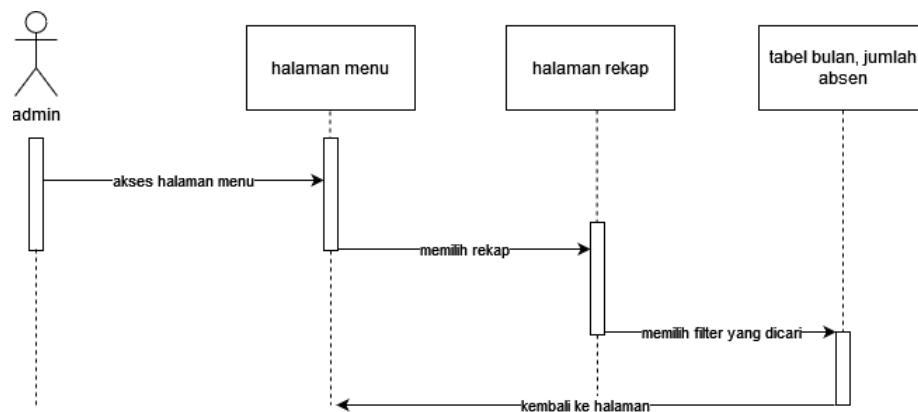 halaman menu
halaman rekap
tabel bulan, jumlah
absen
admin
akses halaman menu
memilih rekap
memilih filter yang dicari
kembali ke halaman